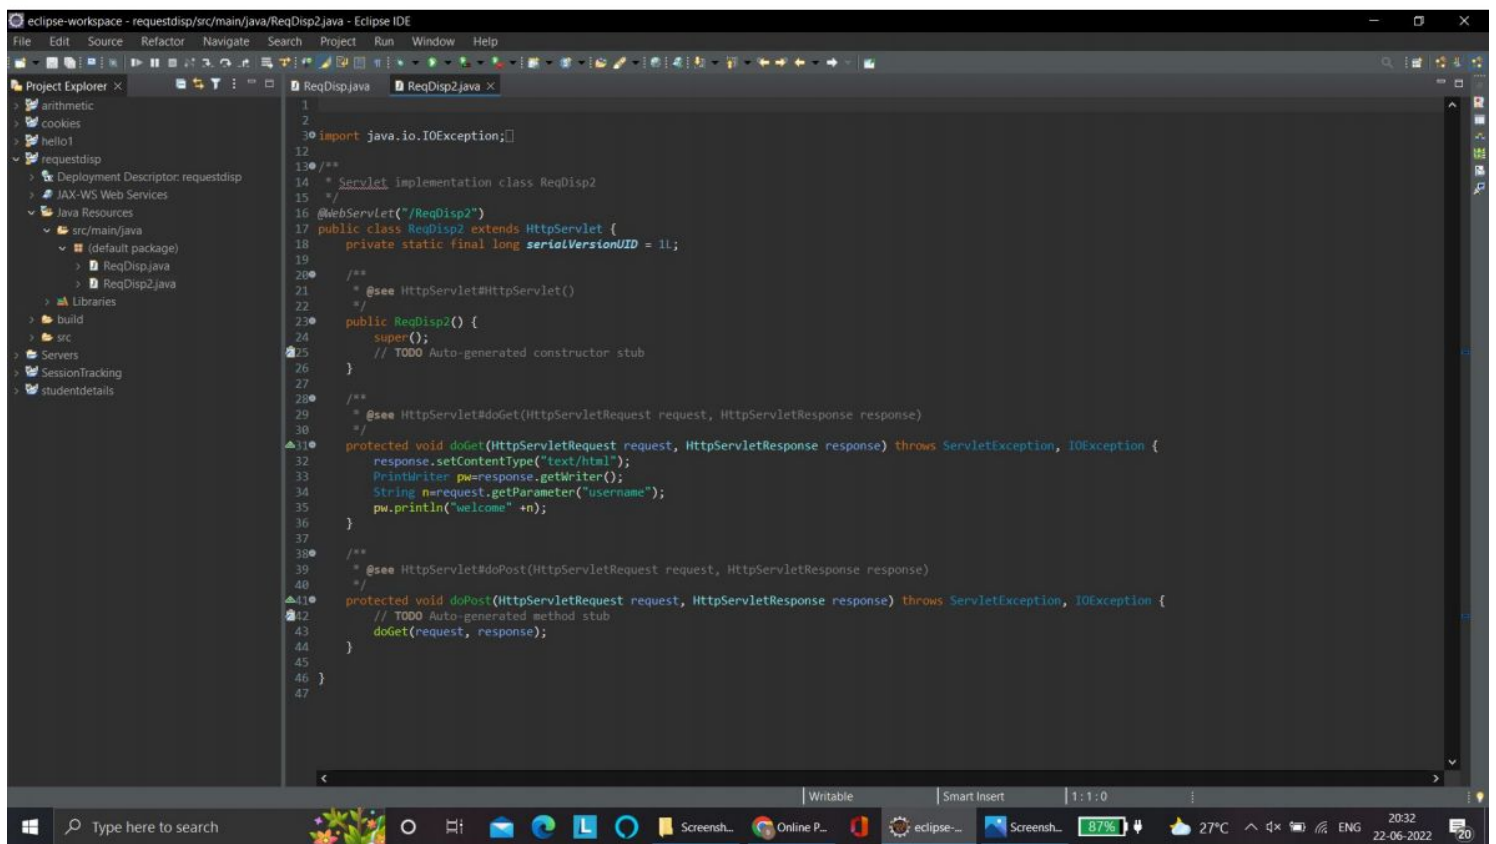 eclipse-workspace - requestdisp/src/main/java/ReqDisp2.java - Eclipse IDE
File Edit Source Refactor Navigate Search Project Run Window Help
Project Explorer ×
ReqDisp.java ReqDisp2.java ×
arithmetic
cookies
hello1
requestdisp
Deployment Descriptor: requestdisp
JAX-WS Web Services
Java Resources
src/main/java
(default package)
ReqDisp.java
ReqDisp2.java
Libraries
build
src
Servers
SessionTracking
studentdetails
1
2
3 import java.io.IOException;
12
13 /**
14 * Servlet implementation class ReqDisp2
15 */
16 @WebServlet("/ReqDisp2")
17 public class ReqDisp2 extends HttpServlet {
18 private static final long serialVersionUID = 1L;
19
20 /**
21 * @see HttpServlet#HttpServlet()
22 */
23 public ReqDisp2() {
24 super();
25 // TODO Auto-generated constructor stub
26 }
27
28 /**
29 * @see HttpServlet#doGet(HttpServletRequest request, HttpServletResponse response)
30 */
31 protected void doGet(HttpServletRequest request, HttpServletResponse response) throws ServletException, IOException {
32 response.setContentType("text/html");
33 PrintWriter pw=response.getWriter();
34 String n=request.getParameter("username");
35 pw.println("welcome" +n);
36 }
37
38 /**
39 * @see HttpServlet#doPost(HttpServletRequest request, HttpServletResponse response)
40 */
41 protected void doPost(HttpServletRequest request, HttpServletResponse response) throws ServletException, IOException {
42 // TODO Auto-generated method stub
43 doGet(request, response);
44 }
45
46 }
47
Writable Smart Insert 1:1:0
Type here to search L Screensh... Online P... eclipse-... Screensh... 87% 27°C ENG 20:32
22-06-2022 20